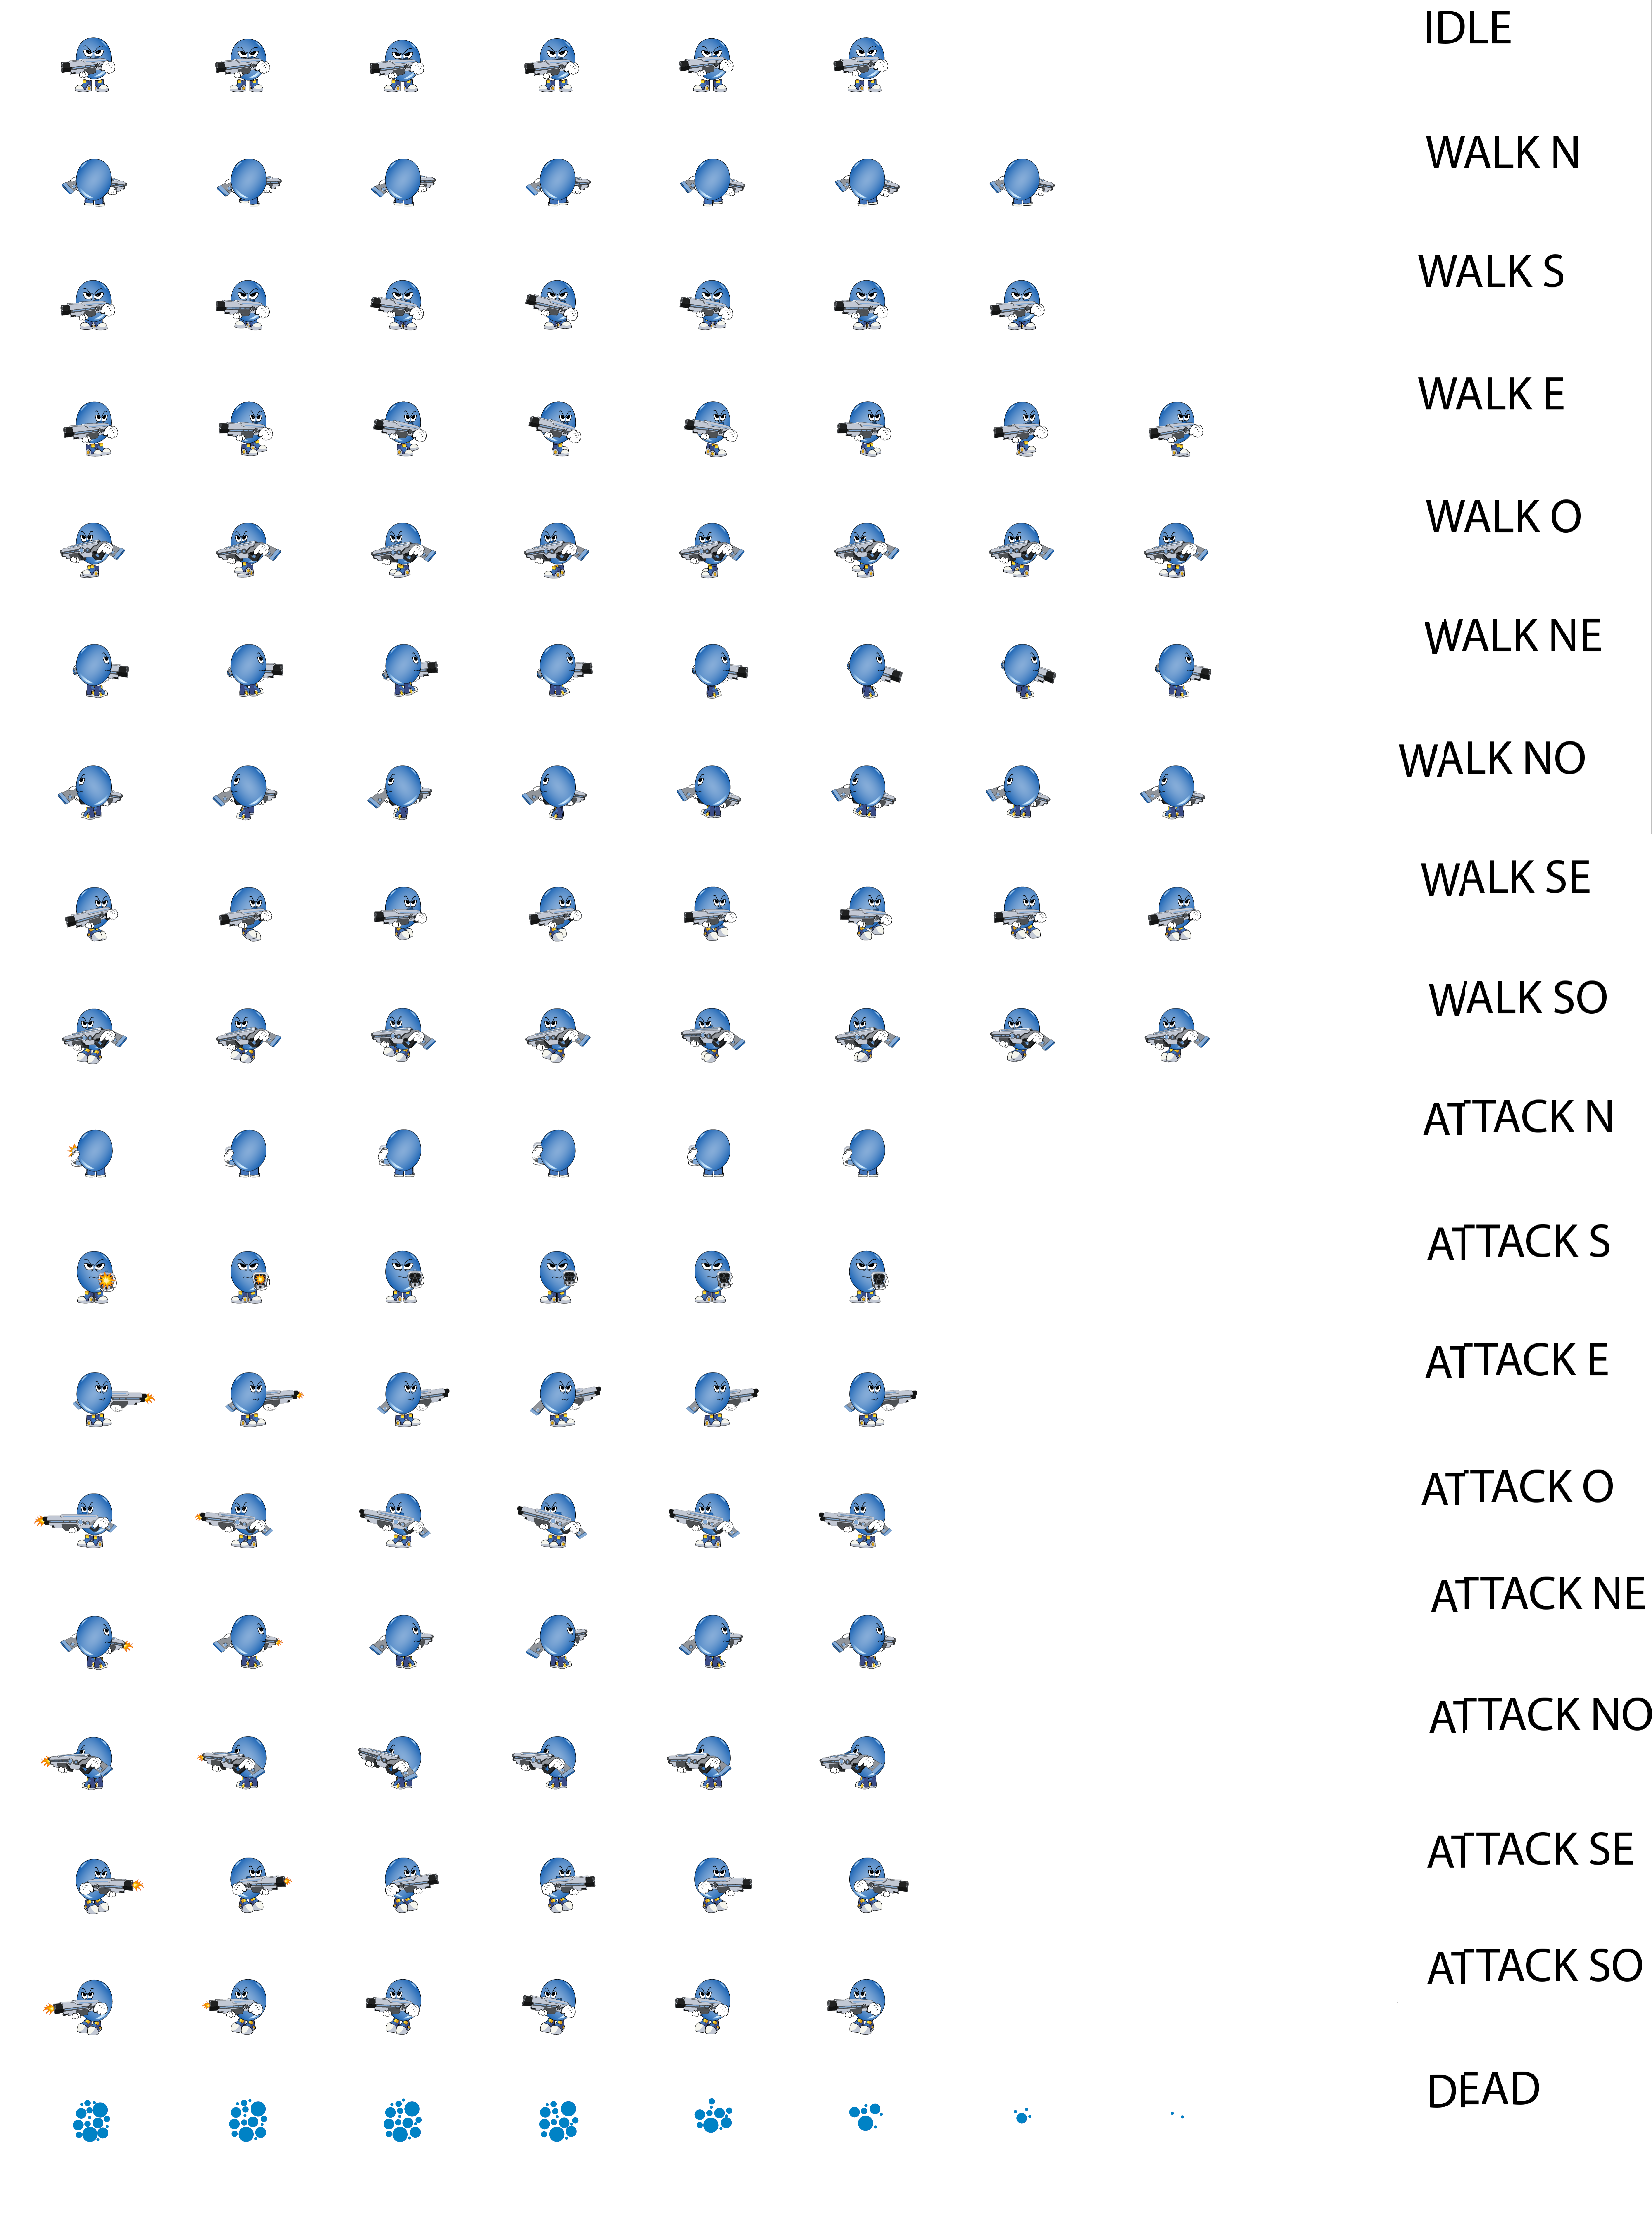 IDLE
WALK N
WALK S
WALK E
WALK O
WALK NE
WALK NO
WALK SE
WALK SO
ATTACK N
ATTACK S
ATTACK E
ATTACK O
ATTACK NE
ATTACK NO
ATTACK SE
ATTACK SO
DEAD